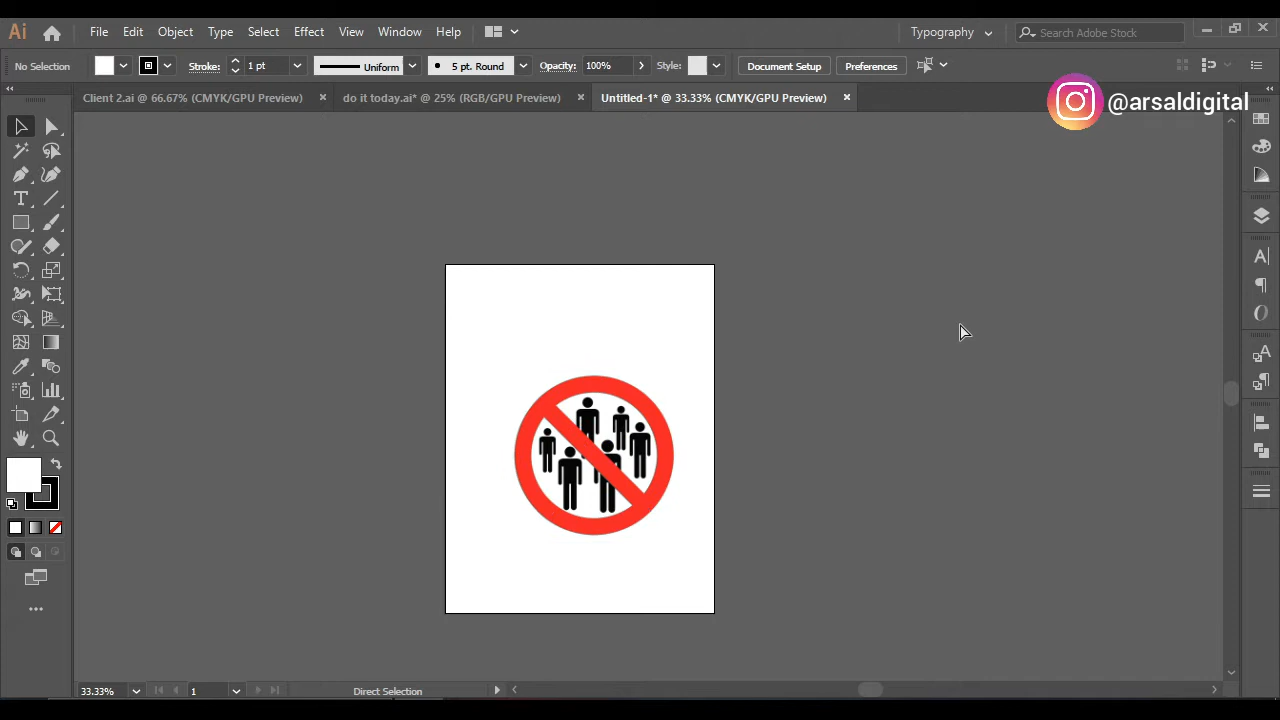 Ai File Edit Object Type Select Effect View Window Help Typography Search Adobe Stock
No Selection Stroke: 1 pt Uniform 5 pt. Round Opacity: 100% Style: Document Setup Preferences
Client 2.ai @ 66.67% (CMYK/GPU Preview) do it today.ai* @ 25% (RGB/GPU Preview) Untitled-1* @ 33.33% (CMYK/GPU Preview)
@arsaldigital
33.33% 1 Direct Selection